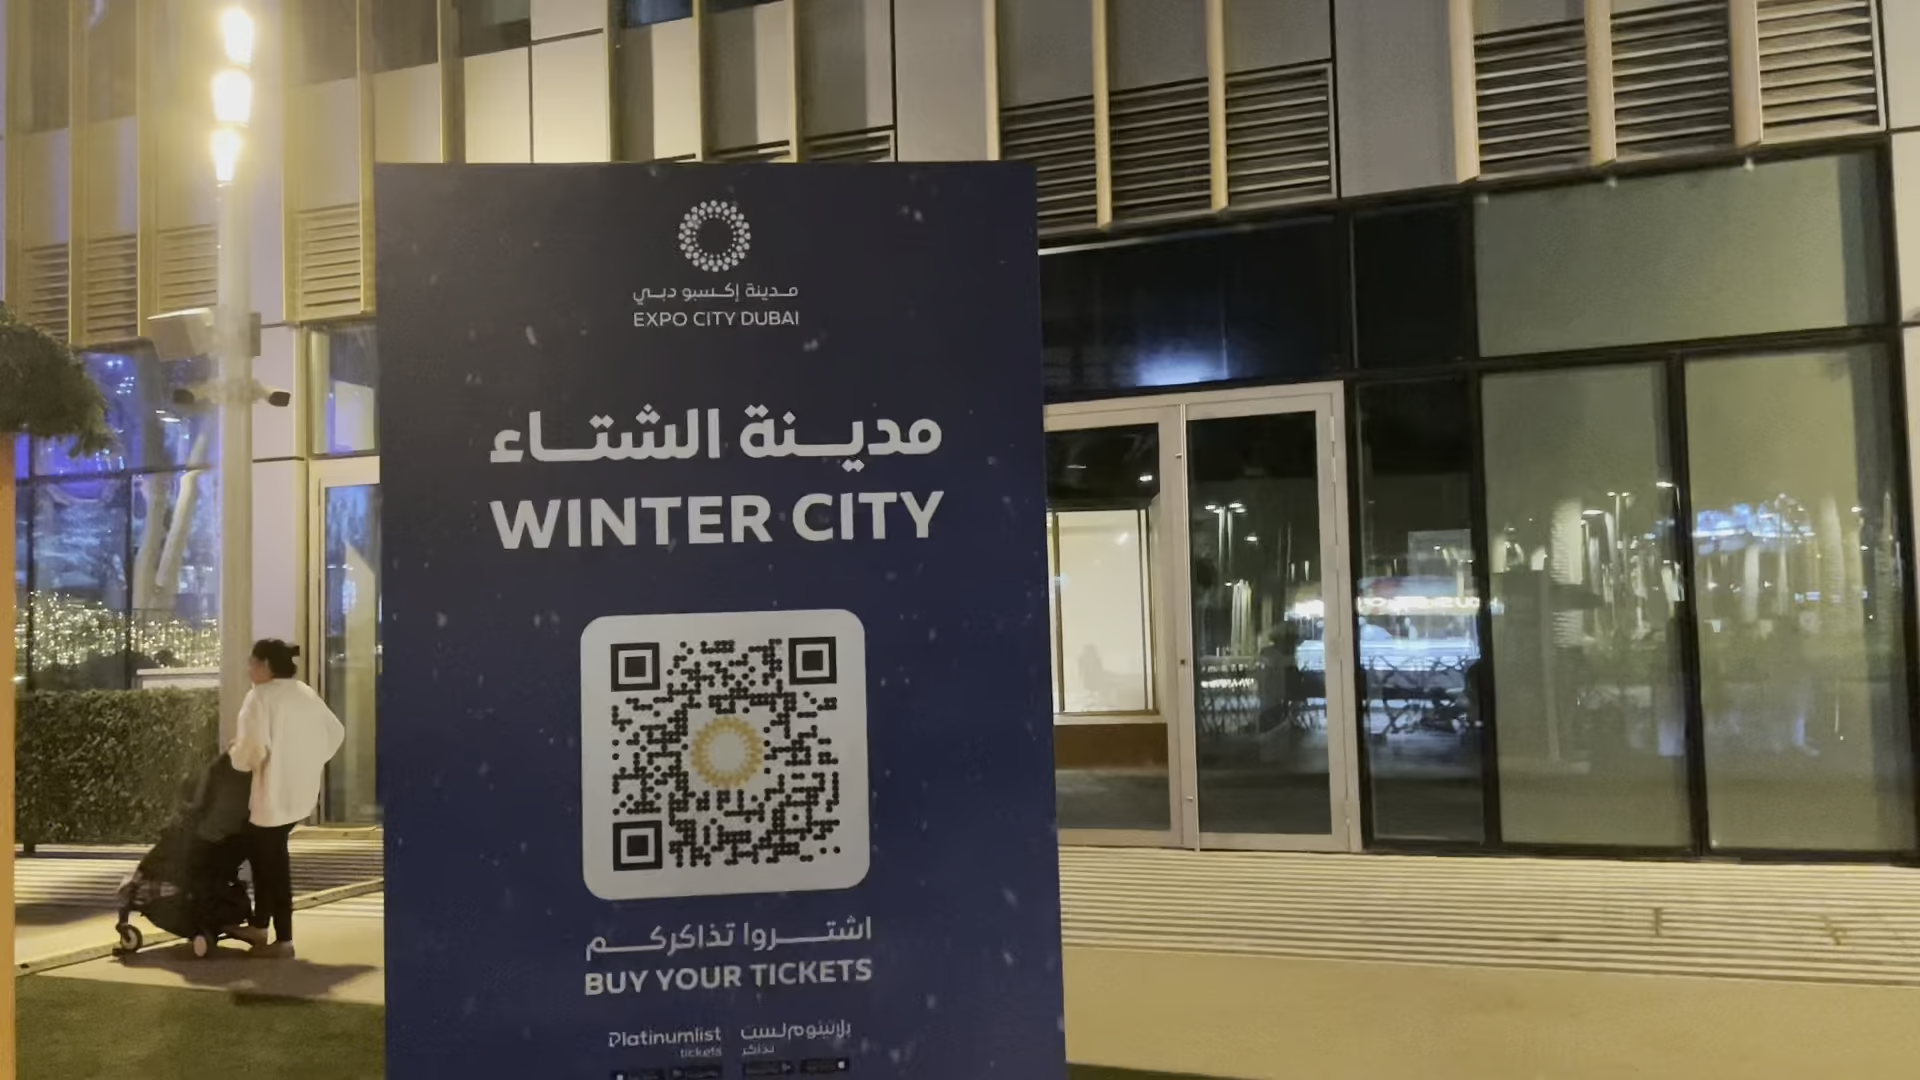 مدينة إكسبو دبي
EXPO CITY DUBAI
مدينة الشتاء
WINTER CITY
اشتروا تذاكركم
BUY YOUR TICKETS
Platinumlist بلاتينوم لست
tickets تذاكر